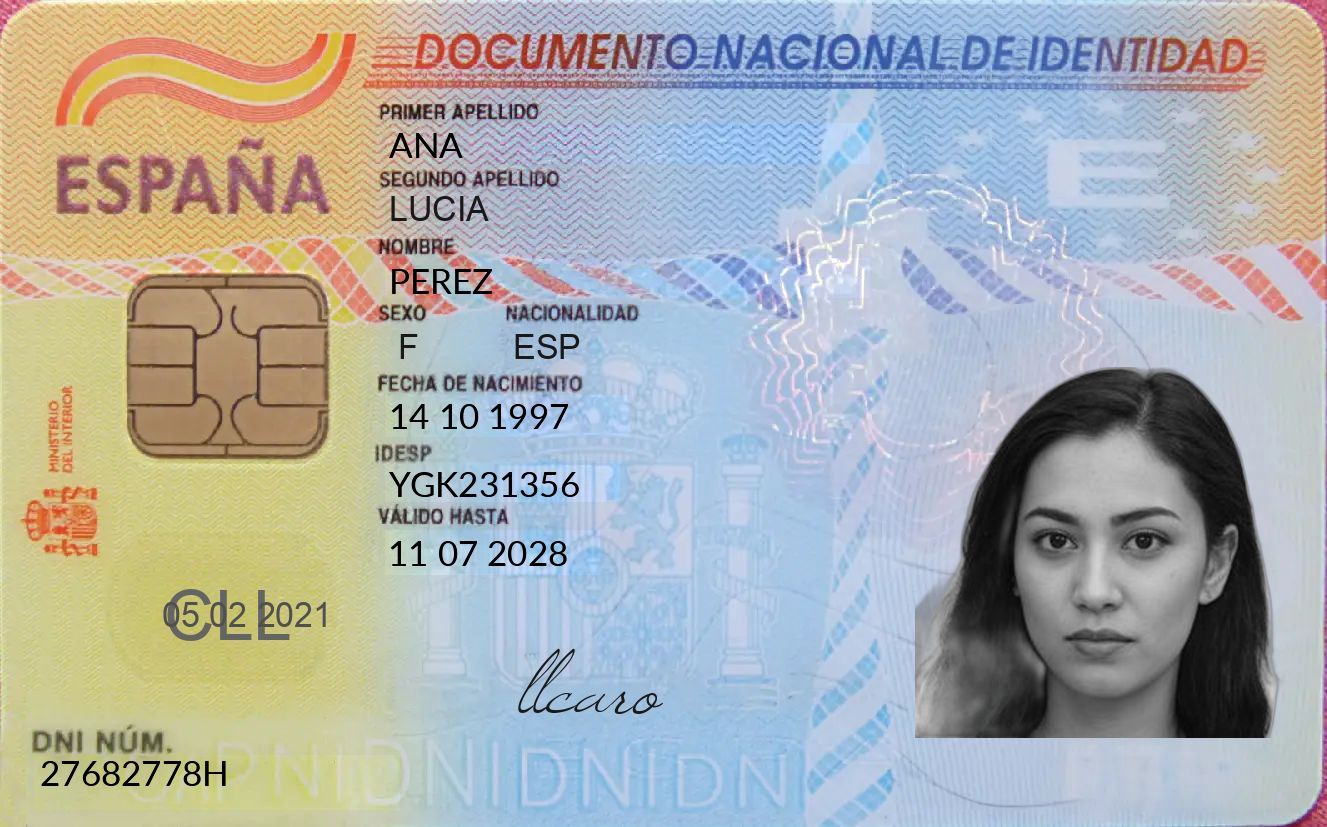 DOCUMENTO NACIONAL DE IDENTIDAD
ESPAÑA
PRIMER APELLIDO
ANA
SEGUNDO APELLIDO
LUCIA
NOMBRE
PEREZ
SEXO NACIONALIDAD
F ESP
FECHA DE NACIMIENTO
14 10 1997
IDESP
YGK231356
VÁLIDO HASTA
11 07 2028
MINISTERIO
DEL INTERIOR
E
CLL
05 02 2021
llcaro
DNI NÚM.
27682778H
DNIDNIDNIDN